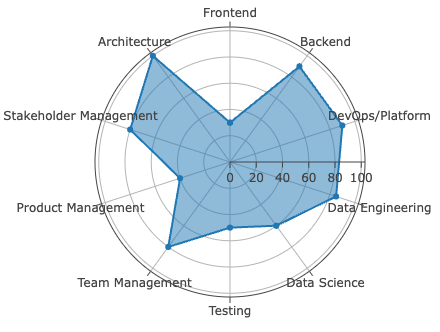 Frontend
Architecture
Backend
Stakeholder Management
DevOps/Platform
0 20 40 60 80 100
Product Management
Data Engineering
Team Management
Data Science
Testing